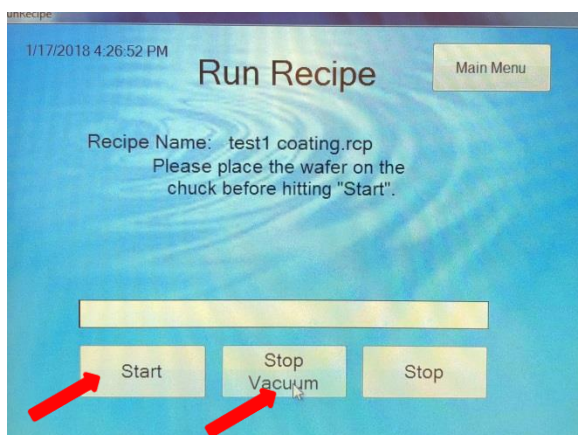 1/17/2018 4:26:52 PM
Run Recipe
Main Menu
Recipe Name: test1 coating.rcp
Please place the wafer on the
chuck before hitting "Start".
Start
Stop
Vacuum
Stop